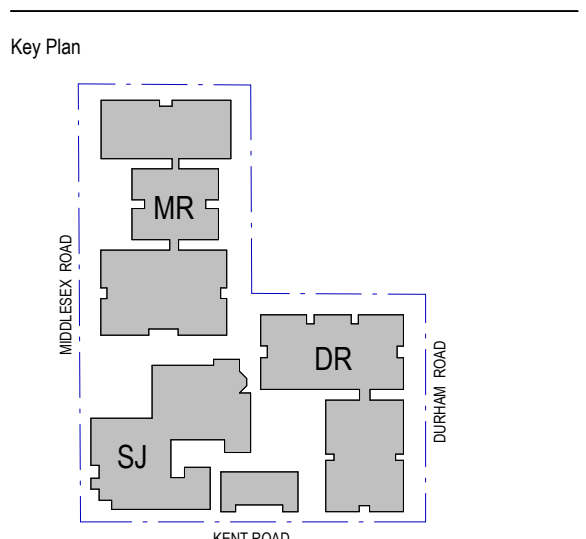 Key Plan
MR
MIDDLESEX ROAD
DR
DURHAM ROAD
SJ
KENT ROAD